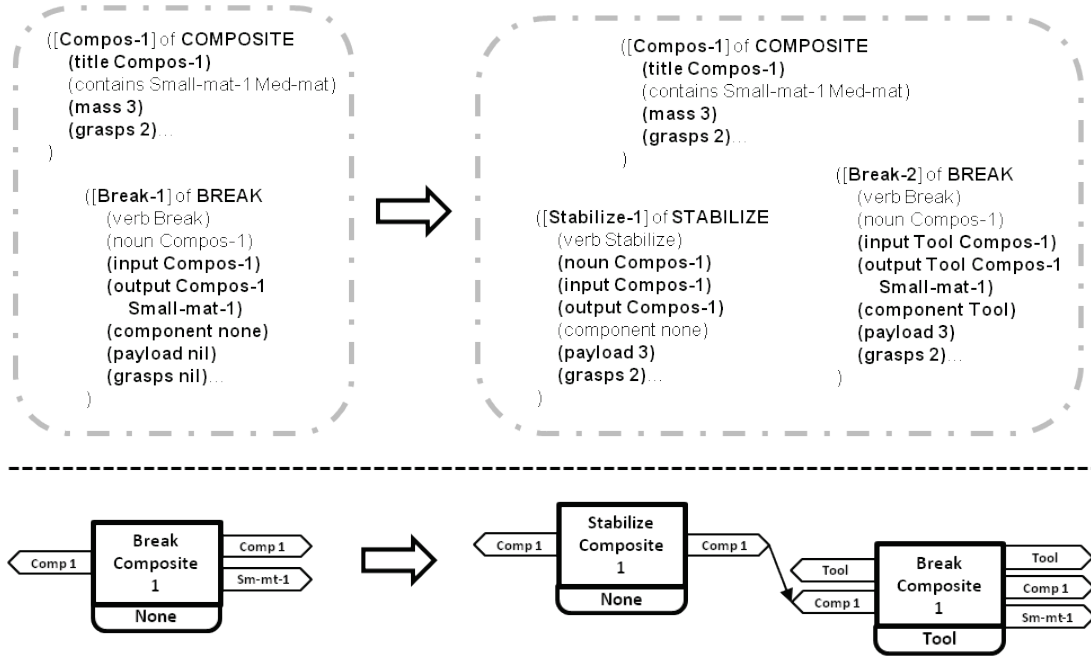 ([Compos-1] of COMPOSITE
(title Compos-1)
(contains Small-mat-1 Med-mat)
(mass 3)
(grasps 2)...
)
([Break-1] of BREAK
(verb Break)
(noun Compos-1)
(input Compos-1)
(output Compos-1
Small-mat-1)
(component none)
(payload nil)
(grasps nil)...
)
([Compos-1] of COMPOSITE
(title Compos-1)
(contains Small-mat-1 Med-mat)
(mass 3)
(grasps 2)...
)
([Stabilize-1] of STABILIZE
(verb Stabilize)
(noun Compos-1)
(input Compos-1)
(output Compos-1)
(component none)
(payload 3)
(grasps 2)...
)
([Break-2] of BREAK
(verb Break)
(noun Compos-1)
(input Tool Compos-1)
(output Tool Compos-1
Small-mat-1)
(component Tool)
(payload 3)
(grasps 2)...
)
Comp 1
Break
Composite
1
None
Comp 1
Sm-mt-1
Comp 1
Stabilize
Composite
1
None
Comp 1
Tool
Comp 1
Break
Composite
1
Tool
Tool
Comp 1
Sm-mt-1